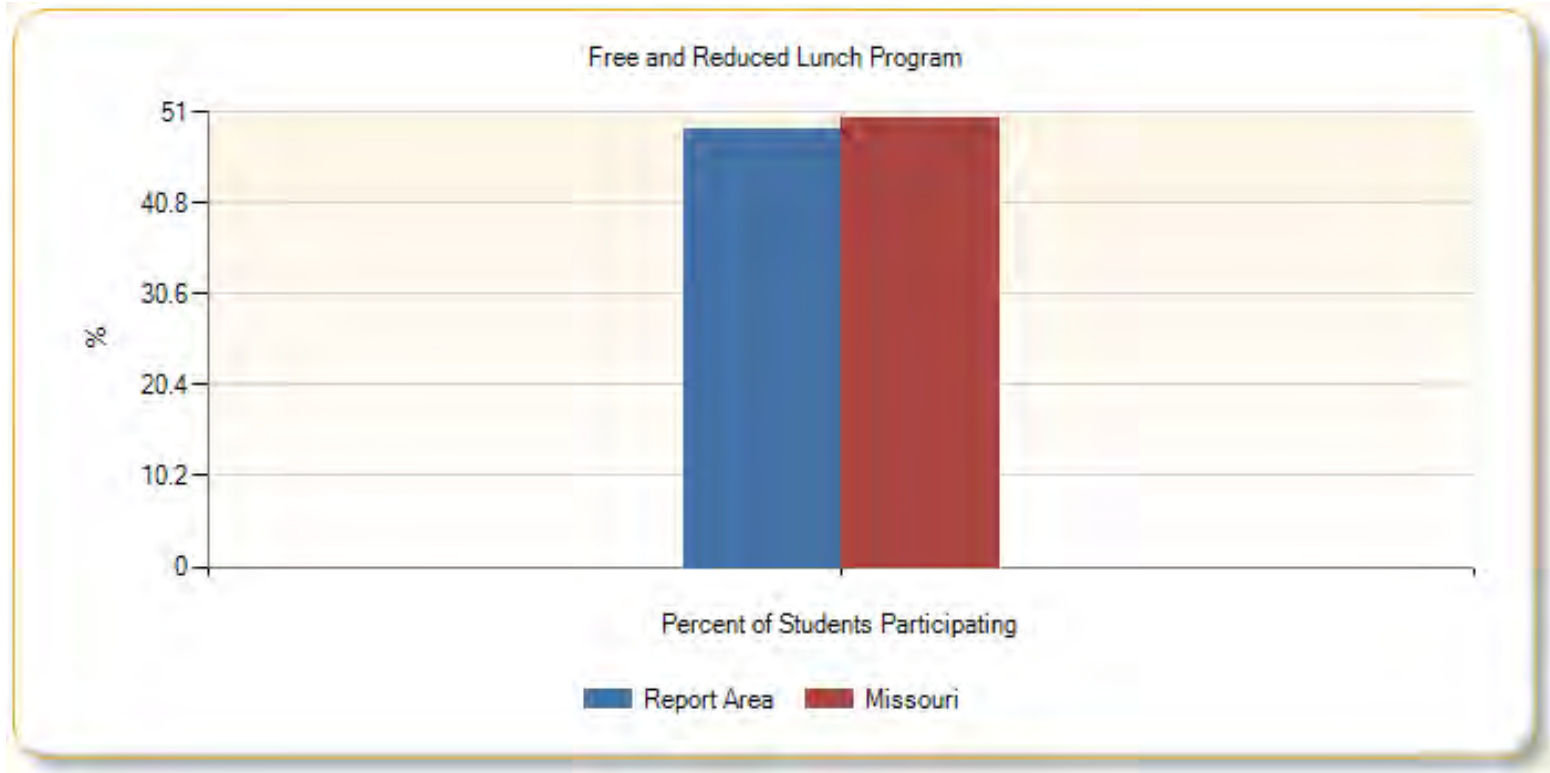 Free and Reduced Lunch Program
51
40.8
30.6
20.4
10.2
0
%
Percent of Students Participating
Report Area
Missouri